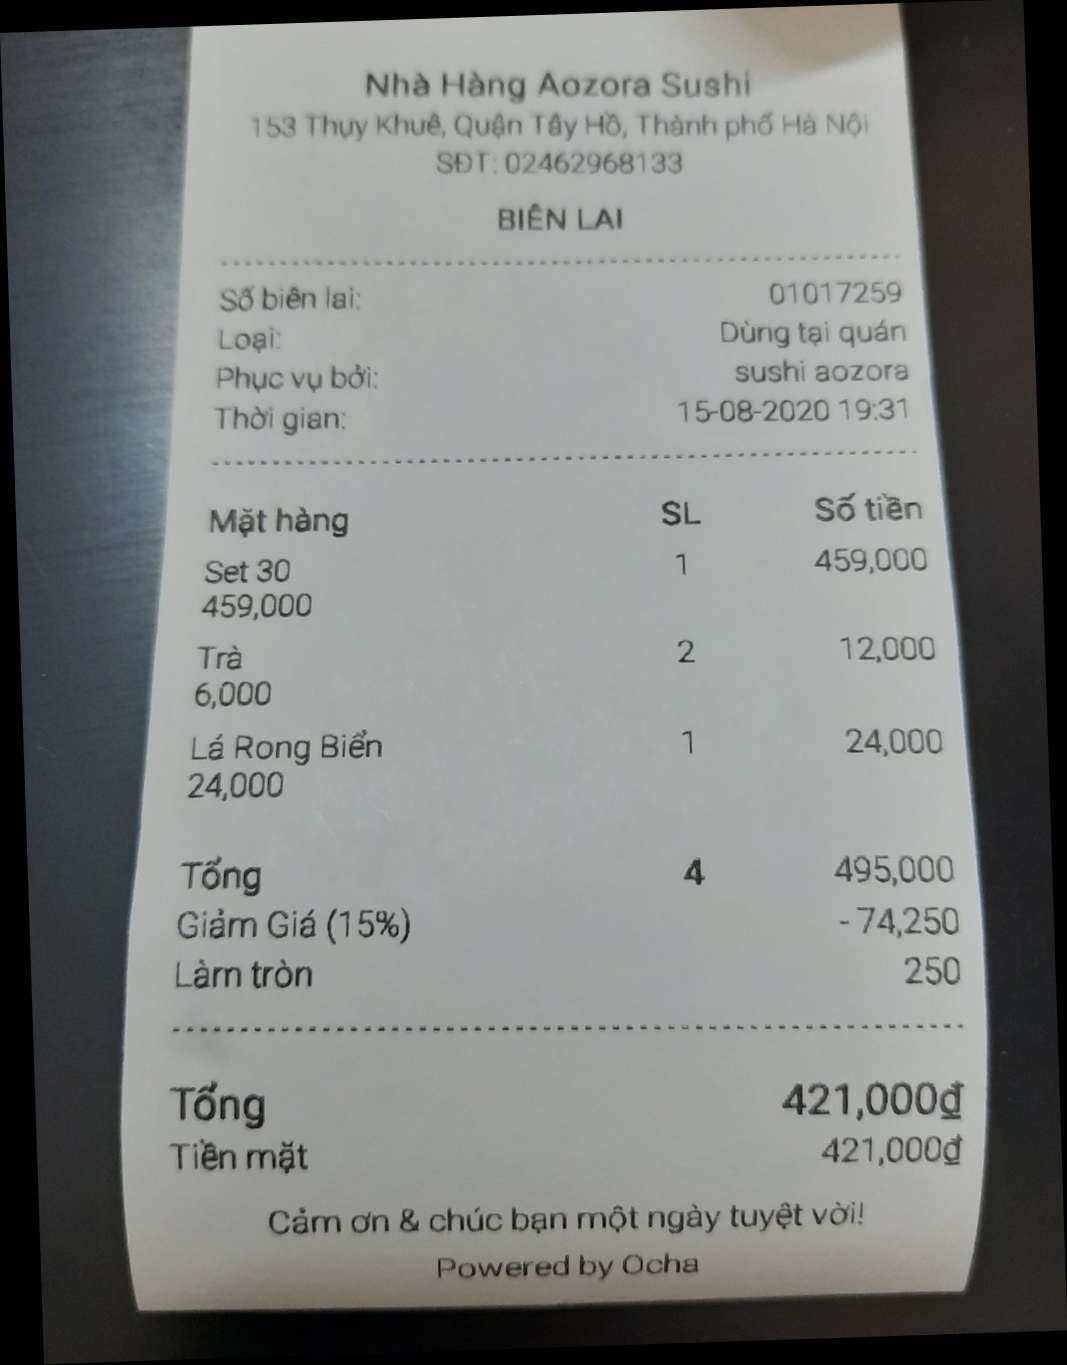 Nhà Hàng Aozora Sushi
153 Thụy Khuê, Quận Tây Hồ, Thành phố Hà Nội
SĐT: 02462968133
BIÊN LAI
Số biên lai: 01017259
Loại: Dùng tại quán
Phục vụ bởi: sushi aozora
Thời gian: 15-08-2020 19:31
Mặt hàng SL Số tiền
Set 30 1 459,000
459,000
Trà 2 12,000
6,000
Lá Rong Biển 1 24,000
24,000
Tổng 4 495,000
Giảm Giá (15%) - 74,250
Làm tròn 250
Tổng 421,000₫
Tiền mặt 421,000₫
Cảm ơn & chúc bạn một ngày tuyệt vời!
Powered by Ocha